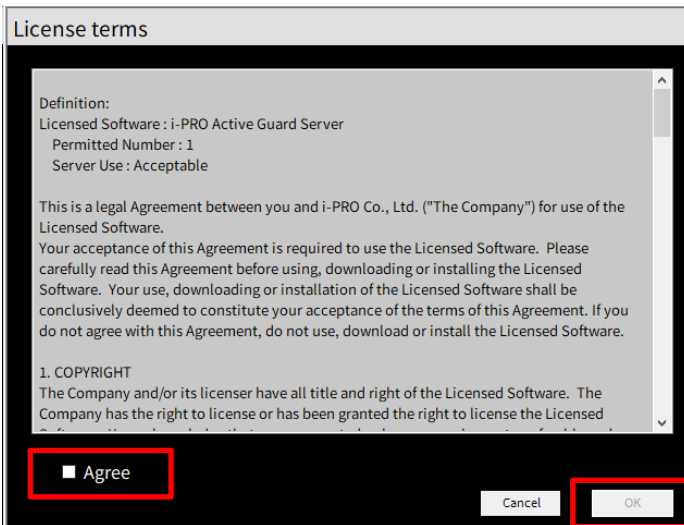 License terms
Definition:
Licensed Software : i-PRO Active Guard Server
Permitted Number : 1
Server Use : Acceptable
This is a legal Agreement between you and i-PRO Co., Ltd. ("The Company") for use of the
Licensed Software.
Your acceptance of this Agreement is required to use the Licensed Software.  Please
carefully read this Agreement before using, downloading or installing the Licensed
Software.  Your use, downloading or installation of the Licensed Software shall be
conclusively deemed to constitute your acceptance of the terms of this Agreement. If you
do not agree with this Agreement, do not use, download or install the Licensed Software.
1. COPYRIGHT
The Company and/or its licenser have all title and right of the Licensed Software.  The
Company has the right to license or has been granted the right to license the Licensed
Agree
Cancel
OK